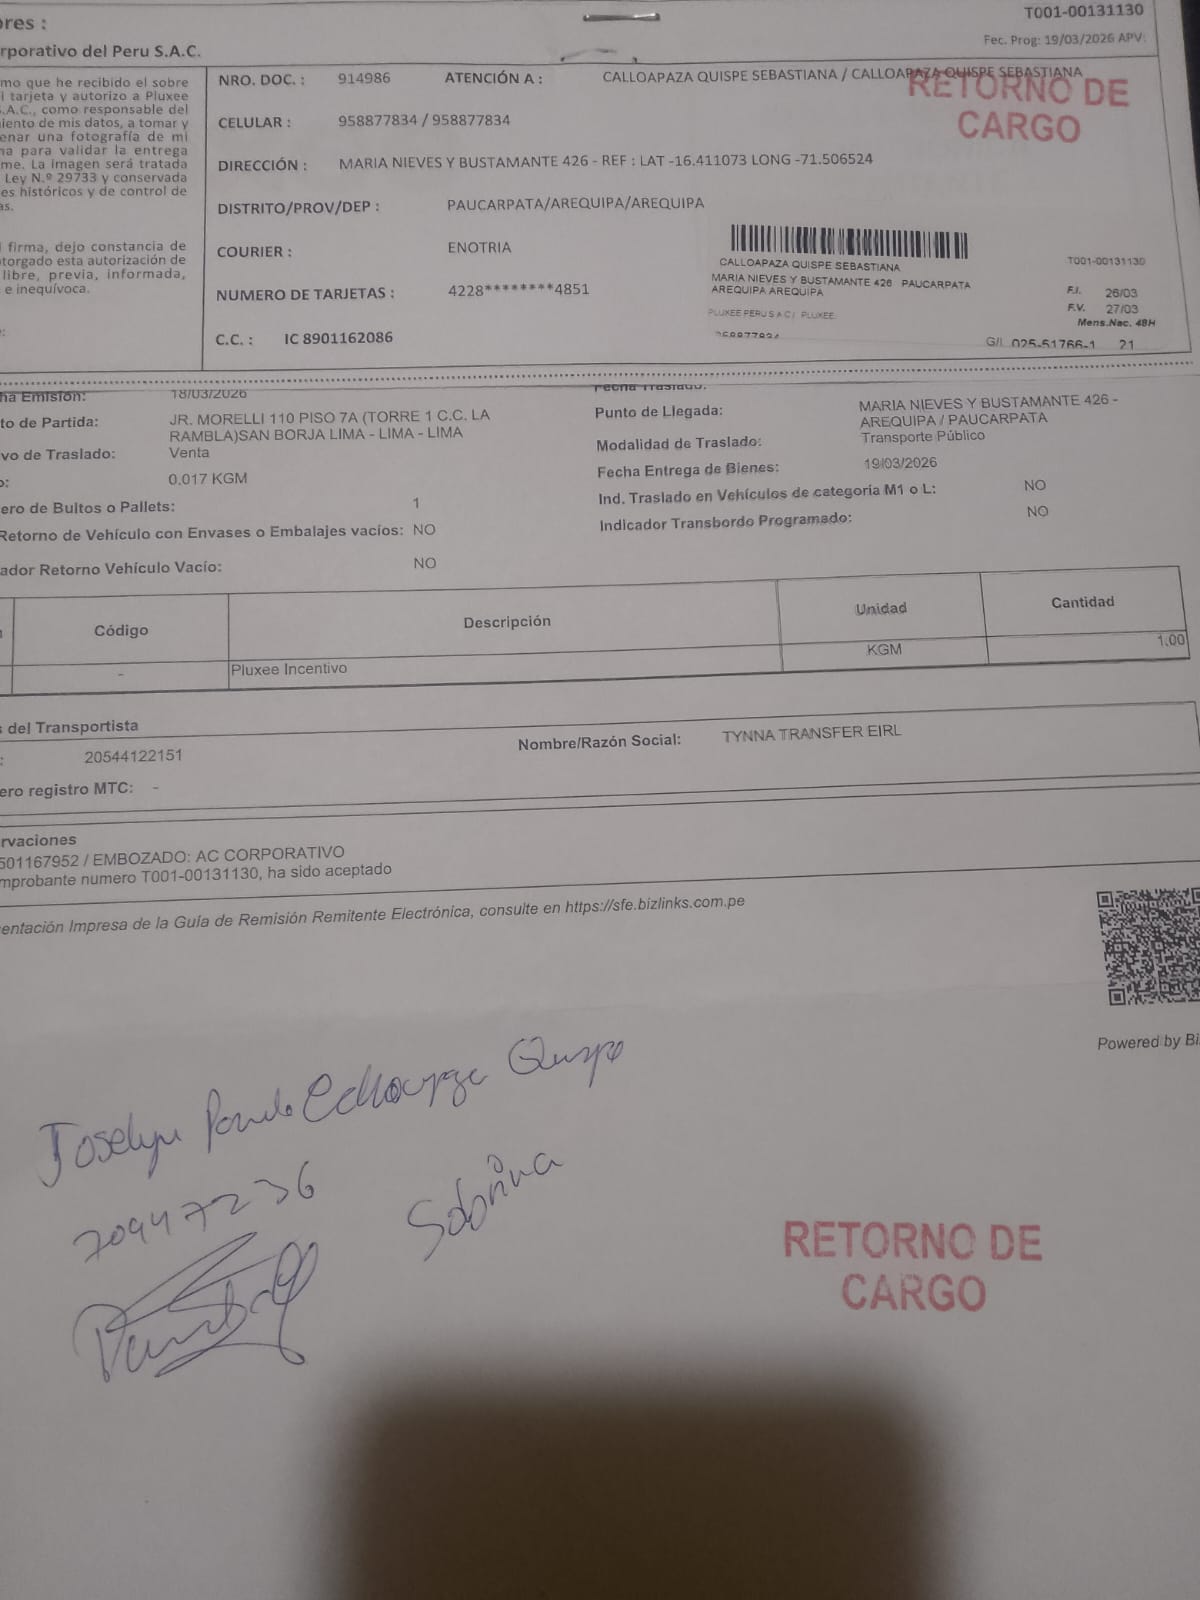 ores :
T001-00131130
Fec. Prog: 19/03/2026 APV:
rporativo del Peru S.A.C.
mo que he recibido el sobre
l tarjeta y autorizo a Pluxee
S.A.C., como responsable del
iento de mis datos, a tomar y
enar una fotografía de mi
na para validar la entrega
me. La imagen será tratada
Ley N.º 29733 y conservada
es históricos y de control de
as.
l firma, dejo constancia de
torgado esta autorización de
libre, previa, informada,
e inequívoca.
NRO. DOC. : 914986 ATENCIÓN A : CALLOAPAZA QUISPE SEBASTIANA / CALLOAPAZA QUISPE SEBASTIANA
RETORNO DE
CARGO
CELULAR : 958877834 / 958877834
DIRECCIÓN : MARIA NIEVES Y BUSTAMANTE 426 - REF : LAT -16.411073 LONG -71.506524
DISTRITO/PROV/DEP : PAUCARPATA/AREQUIPA/AREQUIPA
COURIER : ENOTRIA
NUMERO DE TARJETAS : 4228********4851
C.C. : IC 8901162086
CALLOAPAZA QUISPE SEBASTIANA T001-00131130
MARIA NIEVES Y BUSTAMANTE 426 PAUCARPATA
AREQUIPA AREQUIPA
F.I. 26/03
F.V. 27/03
PLUXEE PERU S A C | PLUXEE
Mens.Nac. 48H
958877834
G/L 025-51766-1 21
ha Emisión: 18/03/2026 Fecha Traslado:
to de Partida: JR. MORELLI 110 PISO 7A (TORRE 1 C.C. LA
RAMBLA)SAN BORJA LIMA - LIMA - LIMA
Punto de Llegada: MARIA NIEVES Y BUSTAMANTE 426 -
AREQUIPA / PAUCARPATA
vo de Traslado: Venta
Modalidad de Traslado: Transporte Público
o: 0.017 KGM
Fecha Entrega de Bienes: 19/03/2026
ero de Bultos o Pallets: 1
Ind. Traslado en Vehículos de categoria M1 o L: NO
Retorno de Vehículo con Envases o Embalajes vacíos: NO
Indicador Transbordo Programado: NO
ador Retorno Vehículo Vacío: NO
Código Descripción Unidad Cantidad
- Pluxee Incentivo KGM 1,00
s del Transportista
: 20544122151 Nombre/Razón Social: TYNNA TRANSFER EIRL
ero registro MTC: -
rvaciones
501167952 / EMBOZADO: AC CORPORATIVO
mprobante numero T001-00131130, ha sido aceptado
entación Impresa de la Guía de Remisión Remitente Electrónica, consulte en https://sfe.bizlinks.com.pe
Powered by Bi
Joselyn Calloapaza Quispe
70947236
Sobrina
RETORNO DE
CARGO